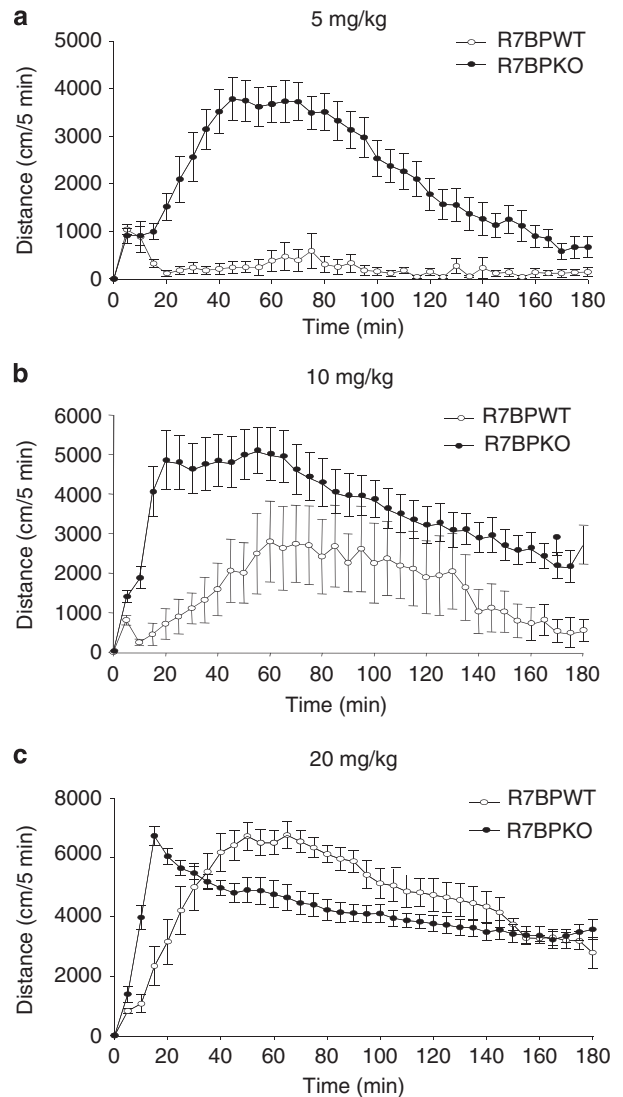 a
5 mg/kg
R7BPWT
R7BPKO
5000
4000
3000
2000
1000
0
Distance (cm/5 min)
0 20 40 60 80 100 120 140 160 180
Time (min)
b
10 mg/kg
R7BPWT
R7BPKO
6000
5000
4000
3000
2000
1000
0
Distance (cm/5 min)
0 20 40 60 80 100 120 140 160 180
Time (min)
c
20 mg/kg
R7BPWT
R7BPKO
8000
6000
4000
2000
0
Distance (cm/5 min)
0 20 40 60 80 100 120 140 160 180
Time (min)